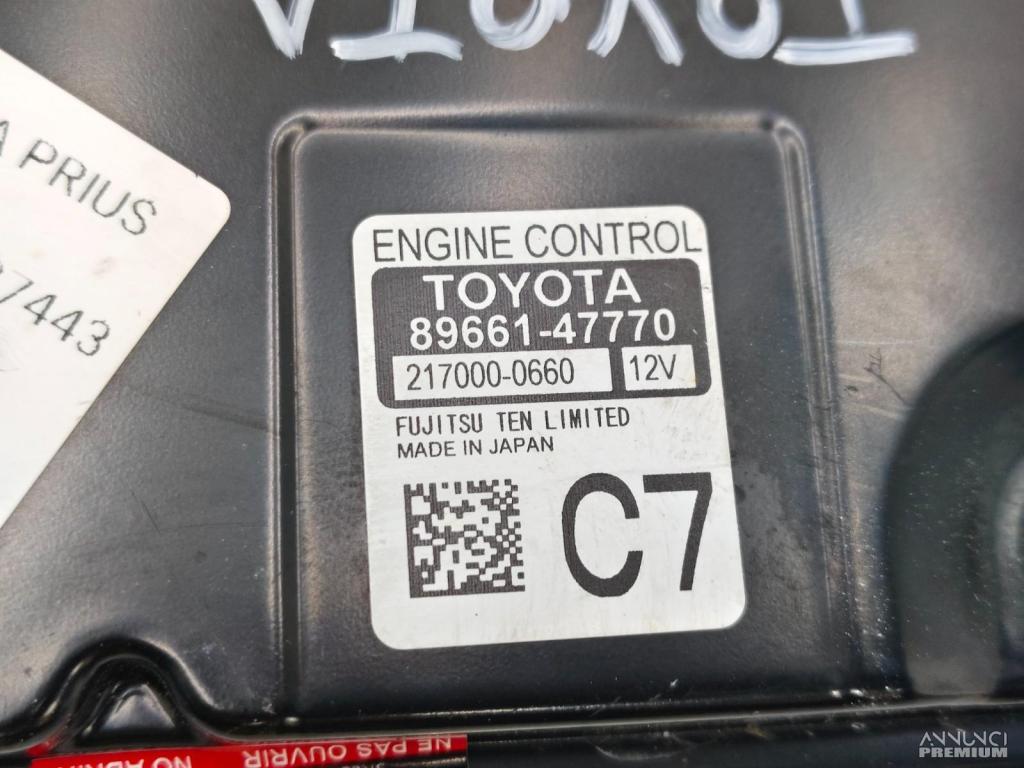 TOYOTA
A PRIUS
7443
ENGINE CONTROL
TOYOTA
89661-47770
217000-0660
12V
FUJITSU TEN LIMITED
MADE IN JAPAN
C7
NE PAS OUVRIR
ANNUNCI
PREMIUM